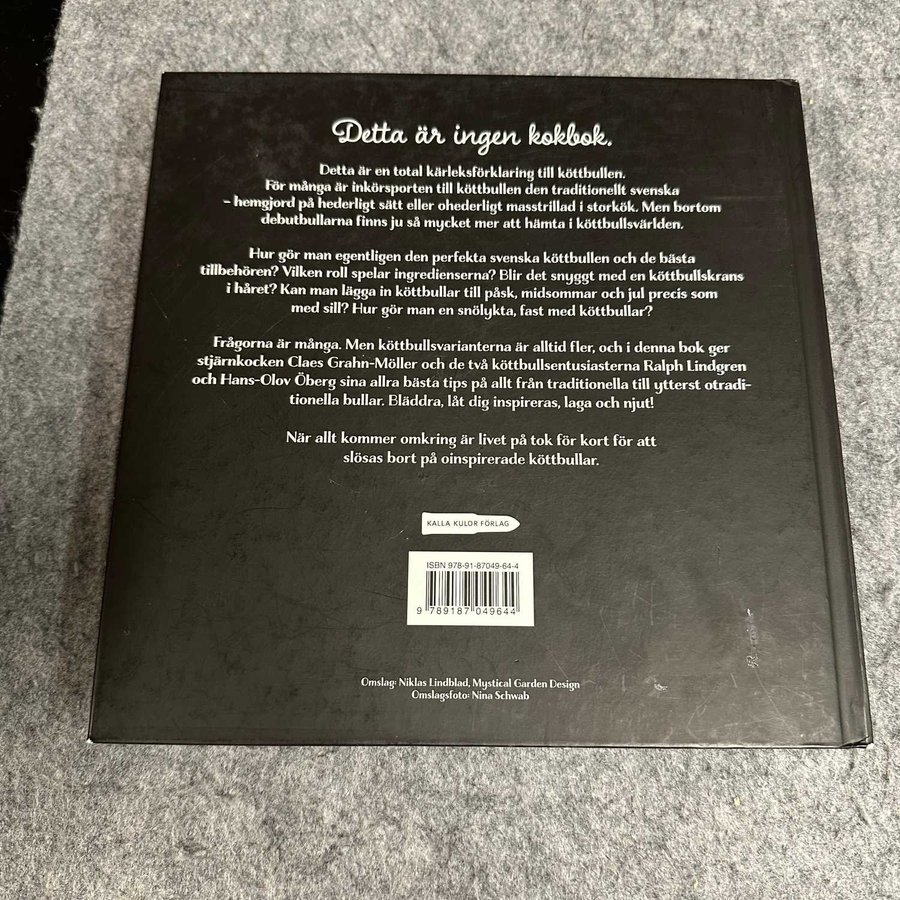 Detta är ingen kokbok.
Detta är en total kärleksförklaring till köttbullen.
För många är inkörsporten till köttbullen den traditionellt svenska
– hemgjord på hederligt sätt eller ohederligt masstrillad i storkök. Men bortom
debutbullarna finns ju så mycket mer att hämta i köttbullsvärlden.
Hur gör man egentligen den perfekta svenska köttbullen och de bästa
tillbehören? Vilken roll spelar ingredienserna? Blir det snyggt med en köttbullskrans
i håret? Kan man lägga in köttbullar till påsk, midsommar och jul precis som
med sill? Hur gör man en snölykta, fast med köttbullar?
Frågorna är många. Men köttbullsvarianterna är alltid fler, och i denna bok ger
stjärnkocken Claes Grahn-Möller och de två köttbullsentusiasterna Ralph Lindgren
och Hans-Olov Öberg sina allra bästa tips på allt från traditionella till ytterst otradi-
tionella bullar. Bläddra, låt dig inspireras, laga och njut!
När allt kommer omkring är livet på tok för kort för att
slösas bort på oinspirerade köttbullar.
KALLA KULOR FÖRLAG
ISBN 978-91-87049-64-4
9 789187 049644
Omslag: Niklas Lindblad, Mystical Garden Design
Omslagsfoto: Nina Schwab